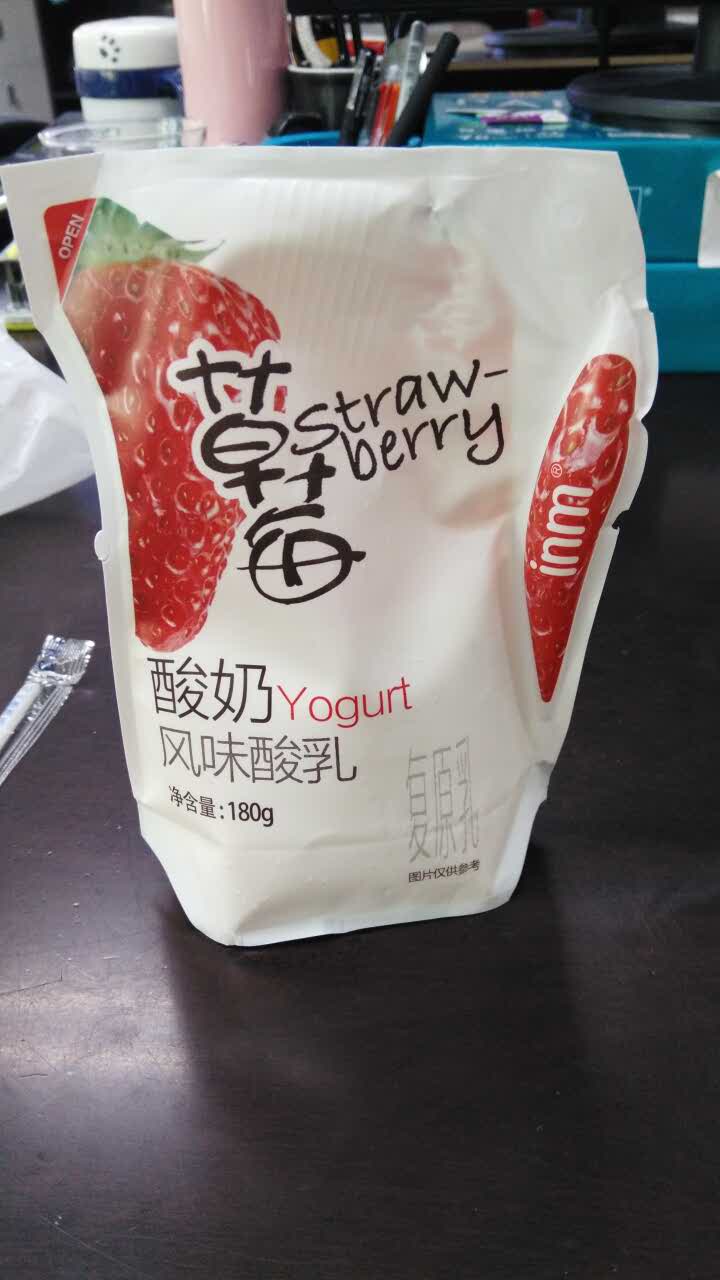 OPEN
草莓
Straw-
berry
inm®
酸奶Yogurt
风味酸乳
净含量:180g
复原乳
图片仅供参考